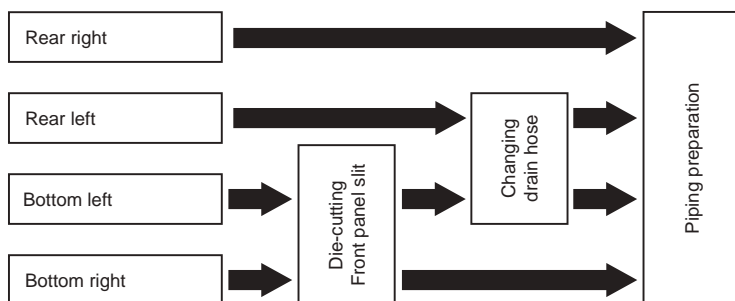 Rear right
Rear left
Bottom left
Bottom right
Die-cutting
Front panel slit
Changing
drain hose
Piping preparation